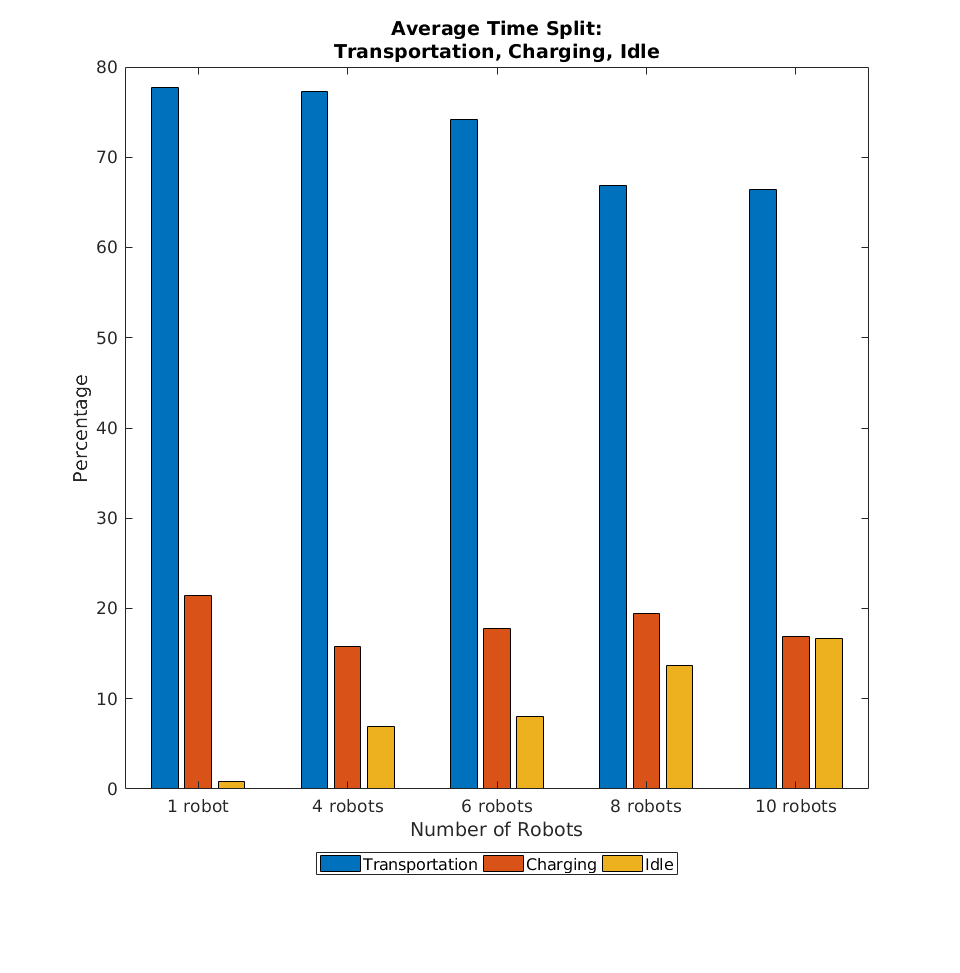 Average Time Split:
Transportation, Charging, Idle
80
70
60
50
40
30
20
10
0
Percentage
1 robot 4 robots 6 robots 8 robots 10 robots
Number of Robots
Transportation Charging Idle